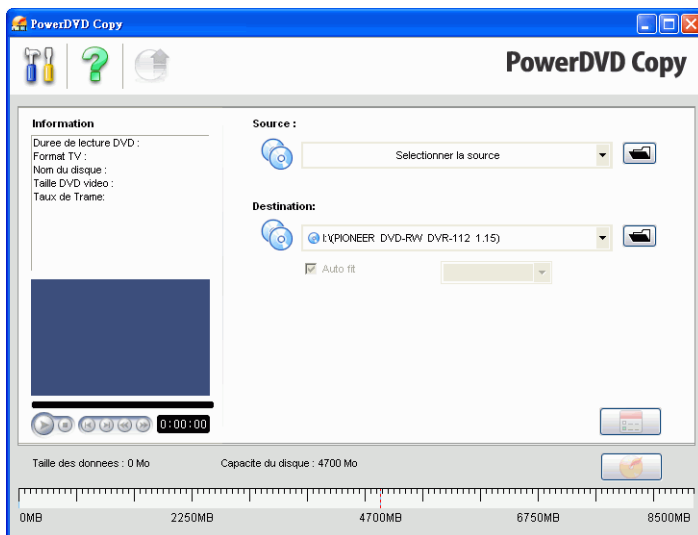 PowerDVD Copy
PowerDVD Copy
Information
Duree de lecture DVD :
Format TV :
Nom du disque :
Taille DVD video :
Taux de Trame:
0:00:00
Source :
Selectionner la source
Destination:
I:\(PIONEER DVD-RW DVR-112 1.15)
Auto fit
Taille des donnees : 0 Mo
Capacite du disque : 4700 Mo
0MB
2250MB
4700MB
6750MB
8500MB